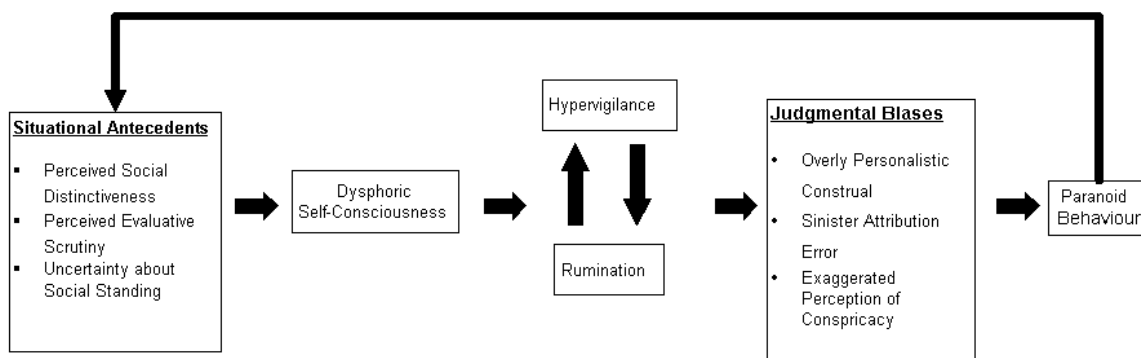 Situational Antecedents
▪ Perceived Social
Distinctiveness
▪ Perceived Evaluative
Scrutiny
▪ Uncertainty about
Social Standing
Dysphoric
Self-Consciousness
Hypervigilance
Rumination
Judgmental Blases
• Overly Personalistic
Construal
• Sinister Attribution
Error
• Exaggerated
Perception of
Conspricacy
Paranoid
Behaviour